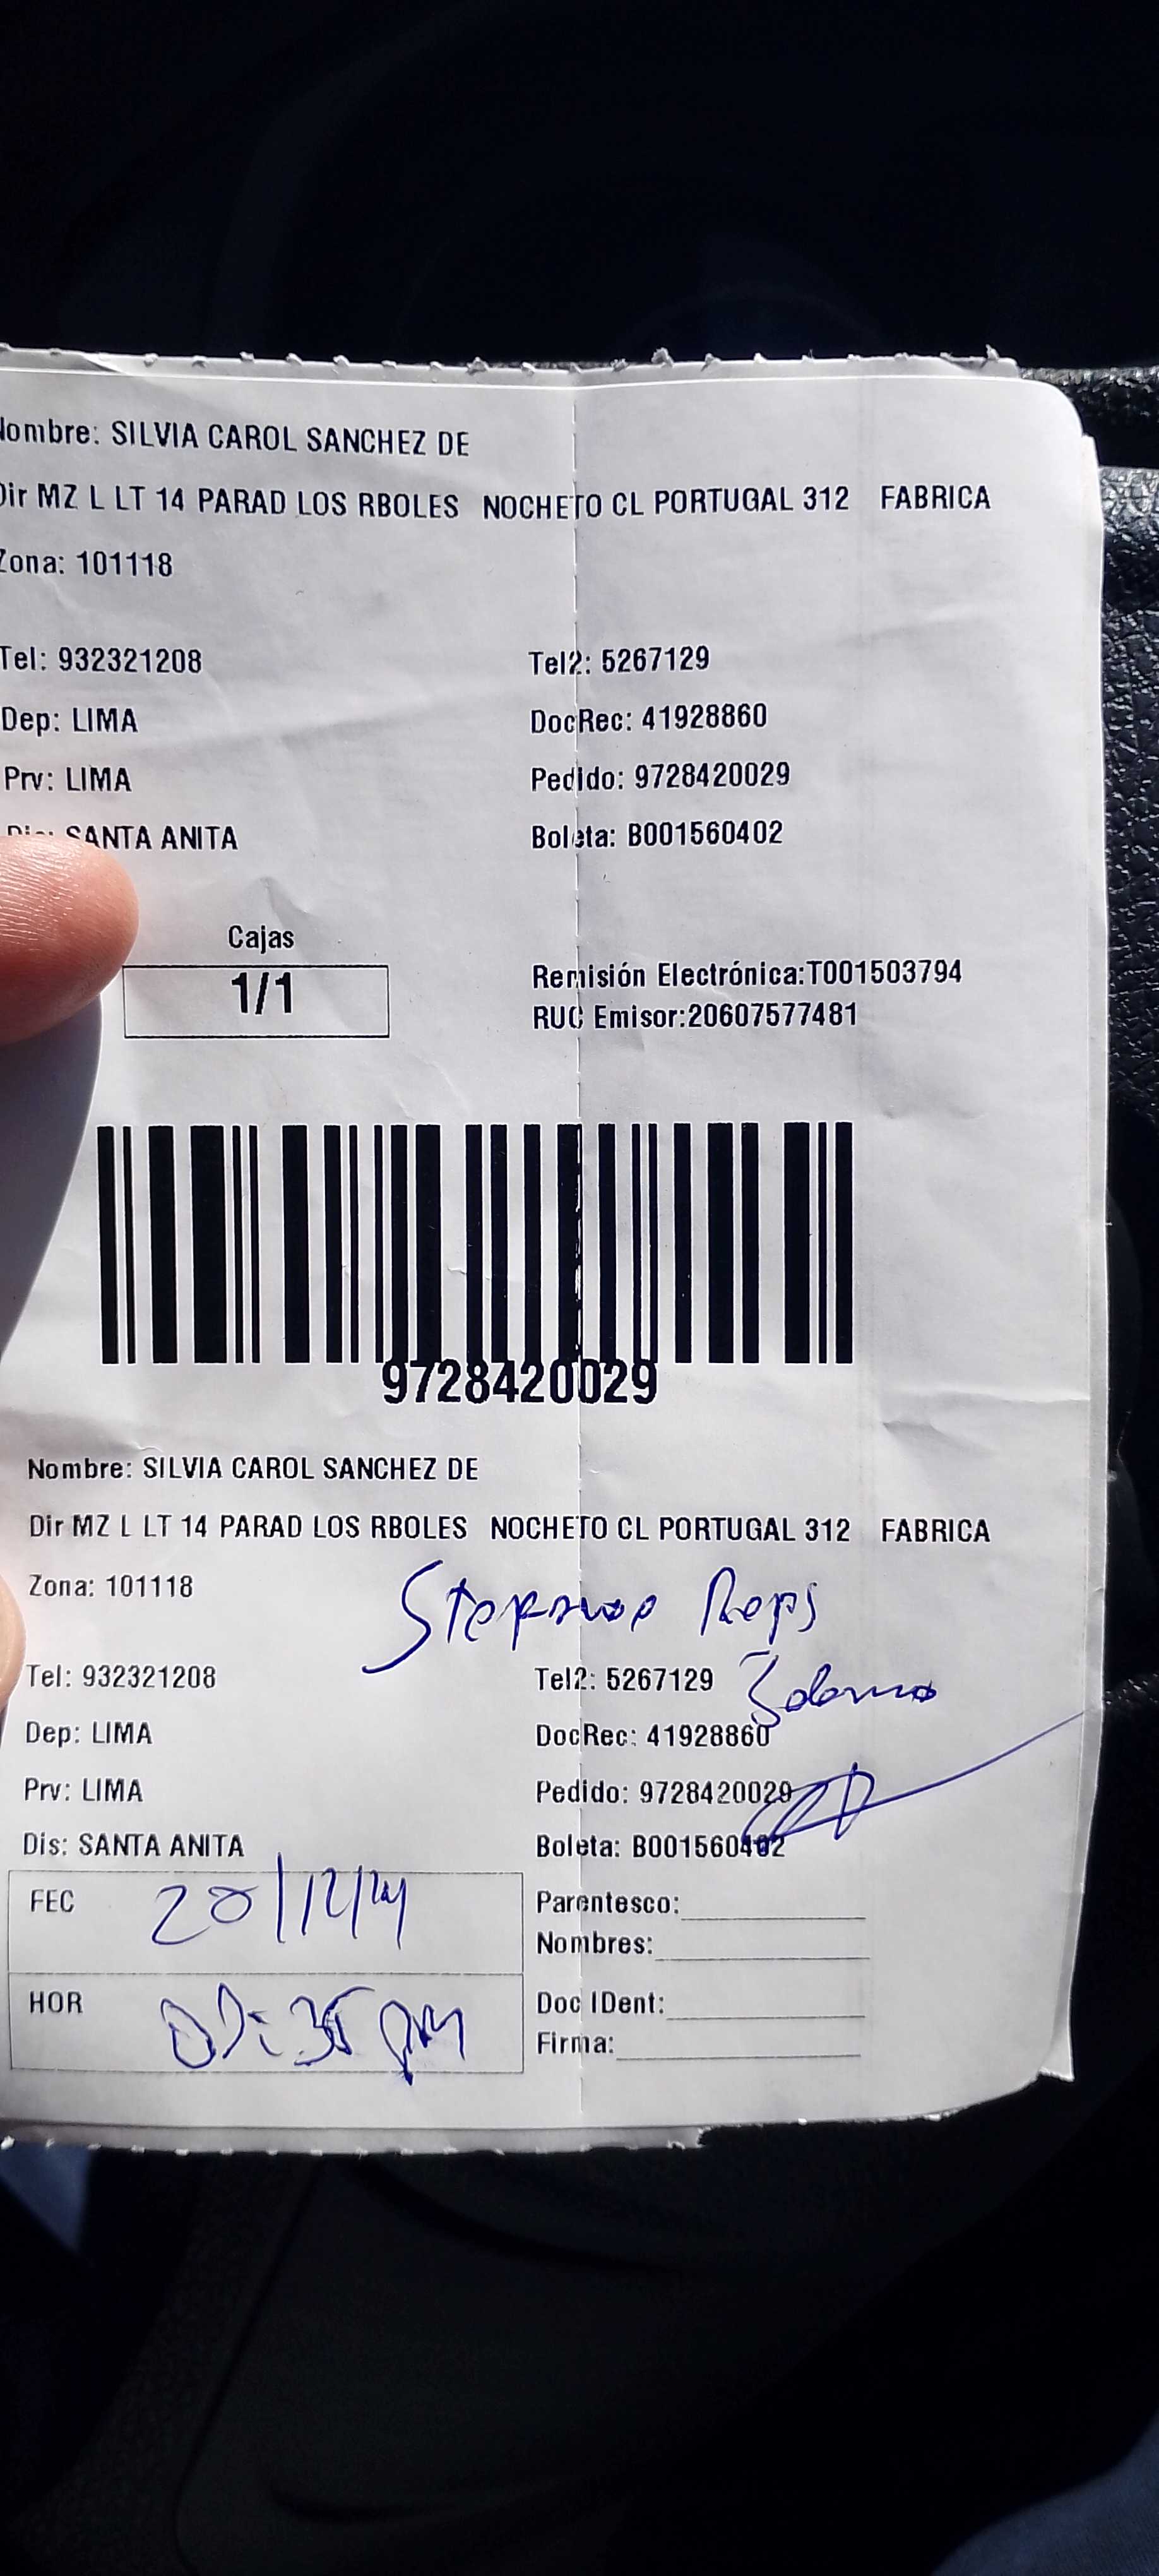 Nombre: SILVIA CAROL SANCHEZ DE
Dir MZ L LT 14 PARAD LOS RBOLES NOCHETO CL PORTUGAL 312 FABRICA
Zona: 101118
Tel: 932321208 Tel2: 5267129
Dep: LIMA DocRec: 41928860
Prv: LIMA Pedido: 9728420029
Dis: SANTA ANITA Boleta: B001560402
Cajas
1/1
Remisión Electrónica:T001503794
RUC Emisor:20607577481
9728420029
Nombre: SILVIA CAROL SANCHEZ DE
Dir MZ L LT 14 PARAD LOS RBOLES NOCHETO CL PORTUGAL 312 FABRICA
Zona: 101118
Tel: 932321208 Tel2: 5267129
Dep: LIMA DocRec: 41928860
Prv: LIMA Pedido: 9728420029
Dis: SANTA ANITA Boleta: B001560402
FEC 20/12/24 Parentesco:
Nombres:
HOR :35 pm Doc IDent:
Firma: